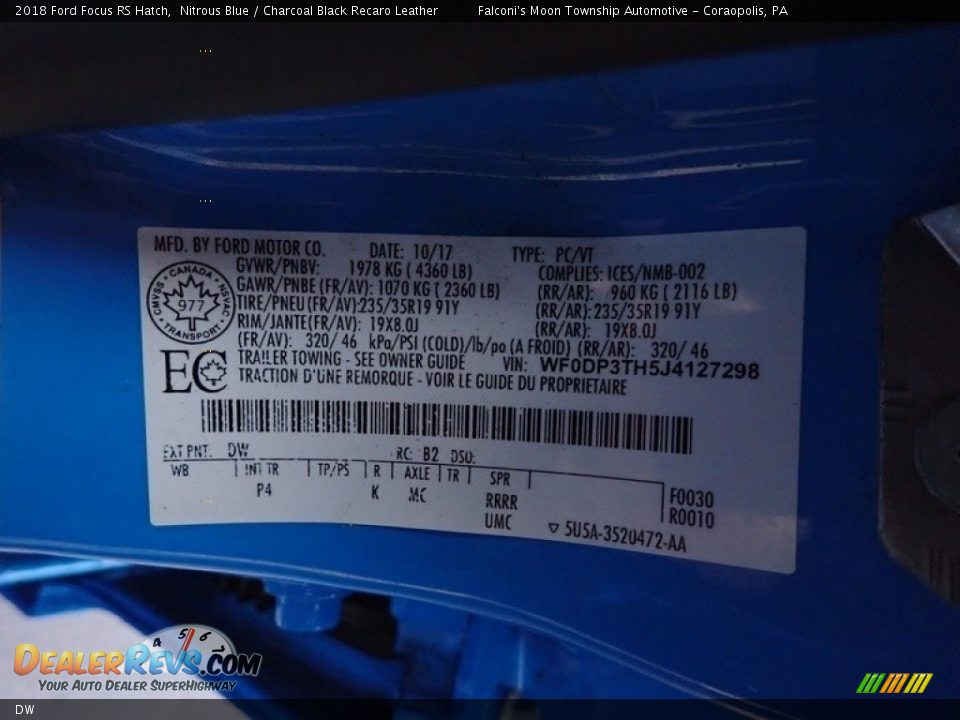 2018 Ford Focus RS Hatch,  Nitrous Blue / Charcoal Black Recaro Leather Falconi's Moon Township Automotive - Coraopolis, PA
MFD. BY FORD MOTOR CO. DATE: 10/17 TYPE: PC/VT
GVWR/PNBV: 1978 KG ( 4360 LB) COMPLIES: ICES/NMB-002
GAWR/PNBE (FR/AV): 1070 KG ( 2360 LB) (RR/AR): 960 KG ( 2116 LB)
TIRE/PNEU(FR/AV):235/35R19 91Y (RR/AR):235/35R19 91Y
RIM/JANTE(FR/AV): 19X8.0J (RR/AR): 19X8.0J
(FR/AV): 320/ 46 kPa/PSI (COLD)/lb/po (A FROID) (RR/AR): 320/ 46
TRAILER TOWING - SEE OWNER GUIDE VIN: WF0DP3TH5J4127298
TRACTION D'UNE REMORQUE - VOIR LE GUIDE DU PROPRIETAIRE
CANADA
CMVSS 977 NSVAC
TRANSPORT
EC
EXT PNT. DW RC: B2 DSO:
WB INT TR TP/PS R AXLE TR SPR
P4 K MC RRRR F0030
UMC R0010
5U5A-3520472-AA
4 5 6
DealerRevs.com
Your Auto Dealer SuperHighway
DW